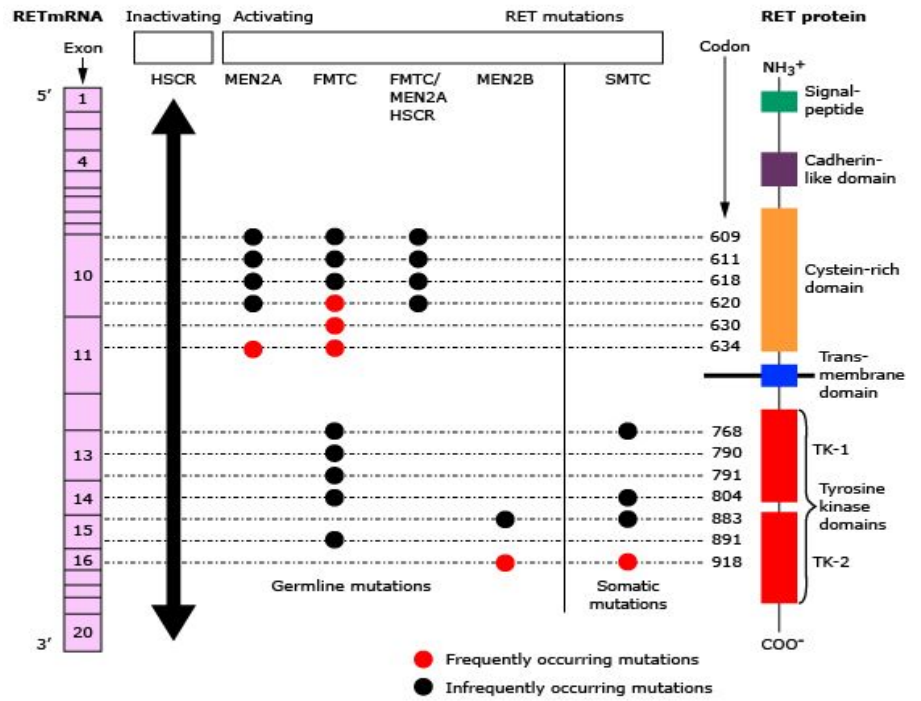 RETmRNA Inactivating Activating RET mutations RET protein
Exon
Codon
HSCR MEN2A FMTC FMTC/ MEN2A HSCR MEN2B SMTC
NH3+
5′
1
4
10
11
13
14
15
16
20
3′
609
611
618
620
630
634
768
790
791
804
883
891
918
Signal-
peptide
Cadherin-
like domain
Cystein-rich
domain
Trans-
membrane
domain
TK-1
Tyrosine
kinase
domains
TK-2
COO-
Germline mutations
Somatic
mutations
Frequently occurring mutations
Infrequently occurring mutations